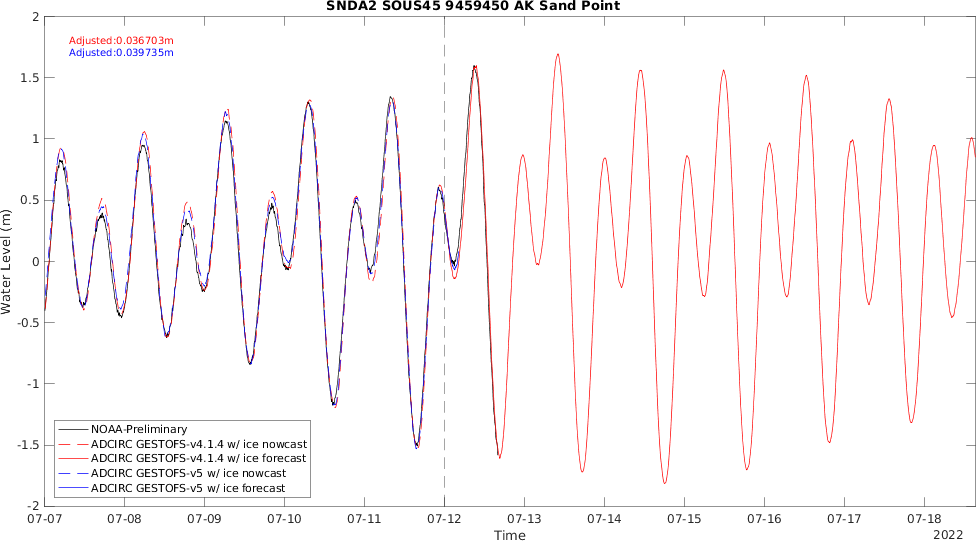 SNDA2 SOUS45 9459450 AK Sand Point
Adjusted:0.036703m
Adjusted:0.039735m
Water Level (m)
2
1.5
1
0.5
0
-0.5
-1
-1.5
-2
NOAA-Preliminary
ADCIRC GESTOFS-v4.1.4 w/ ice nowcast
ADCIRC GESTOFS-v4.1.4 w/ ice forecast
ADCIRC GESTOFS-v5 w/ ice nowcast
ADCIRC GESTOFS-v5 w/ ice forecast
07-07 07-08 07-09 07-10 07-11 07-12 07-13 07-14 07-15 07-16 07-17 07-18
Time
2022